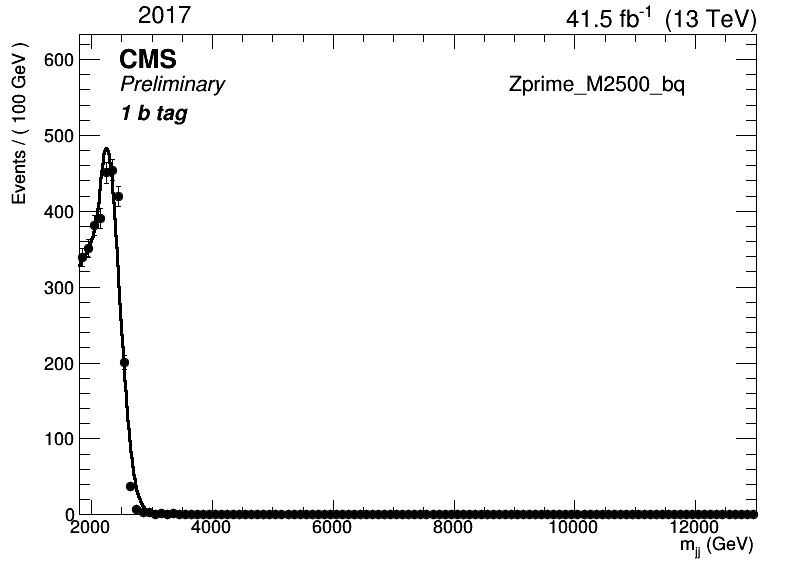 2017
41.5 fb⁻¹ (13 TeV)
CMS
Preliminary
1 b tag
Zprime_M2500_bq
Events / ( 100 GeV )
600
500
400
300
200
100
0
2000 4000 6000 8000 10000 12000
m_jj (GeV)